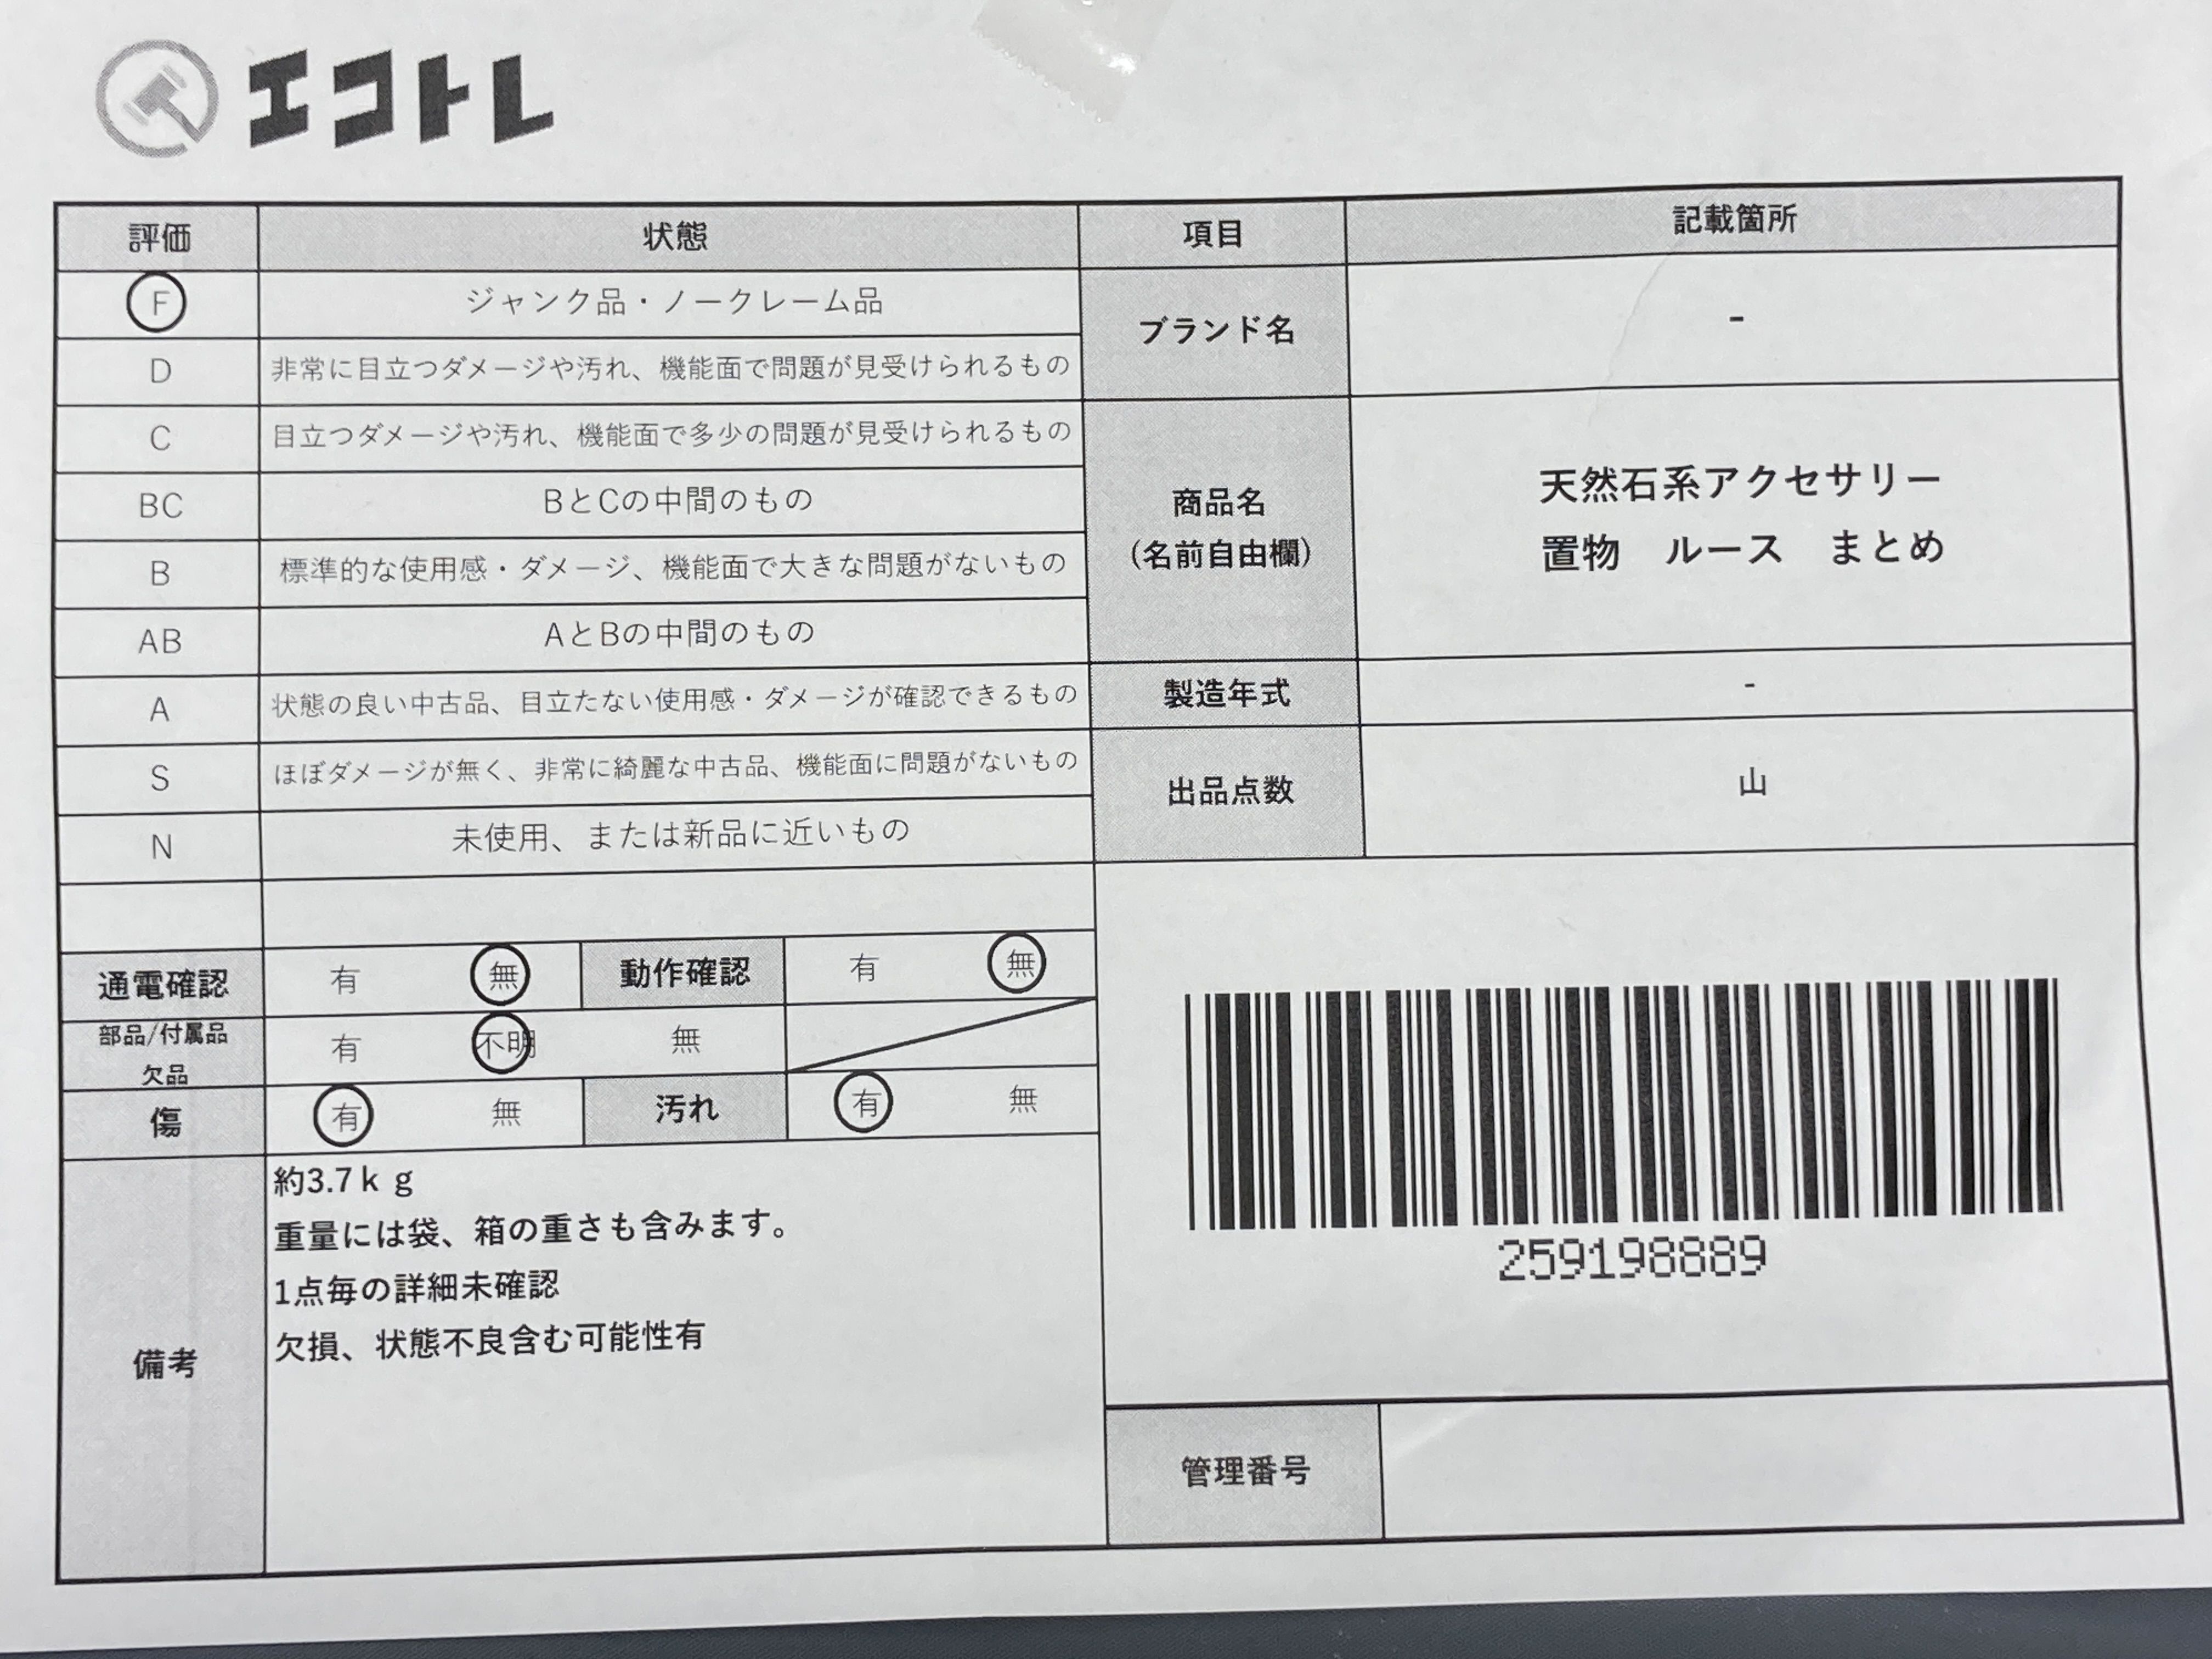 エコトレ
評価 状態 項目 記載箇所
F ジャンク品・ノークレーム品
ブランド名 -
D 非常に目立つダメージや汚れ、機能面で問題が見受けられるもの
C 目立つダメージや汚れ、機能面で多少の問題が見受けられるもの
BC BとCの中間のもの
商品名
(名前自由欄)
天然石系アクセサリー
置物 ルース まとめ
B 標準的な使用感・ダメージ、機能面で大きな問題がないもの
AB AとBの中間のもの
A 状態の良い中古品、目立たない使用感・ダメージが確認できるもの
製造年式 -
S ほぼダメージが無く、非常に綺麗な中古品、機能面に問題がないもの
出品点数 山
N 未使用、または新品に近いもの
通電確認 有 無 動作確認 有 無
部品/付属品
欠品
有 不明 無
傷 有 無 汚れ 有 無
備考
約3.7ｋｇ
重量には袋、箱の重さも含みます。
1点毎の詳細未確認
欠損、状態不良含む可能性有
259198889
管理番号